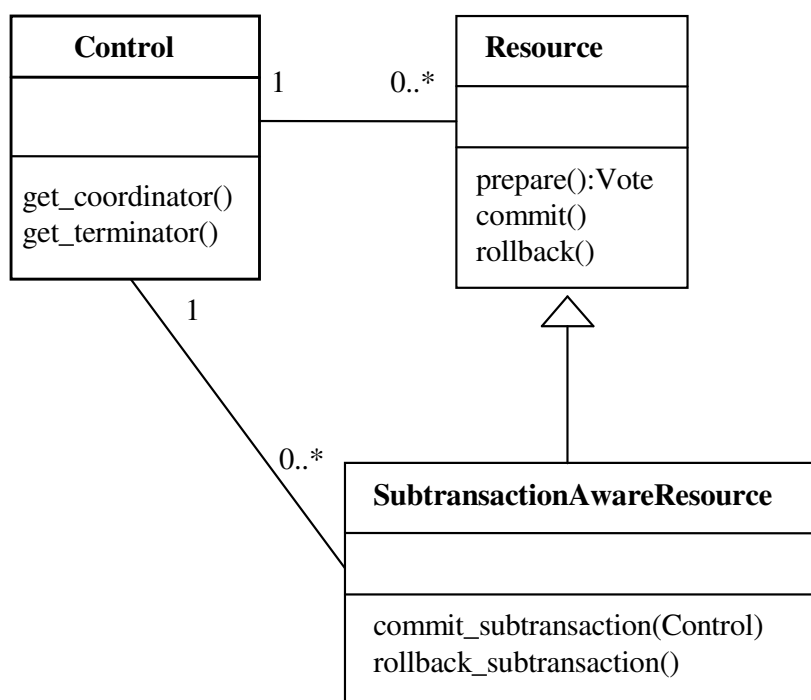 Control
Resource
1
0..*
get_coordinator()
get_terminator()
prepare():Vote
commit()
rollback()
1
0..*
SubtransactionAwareResource
commit_subtransaction(Control)
rollback_subtransaction()